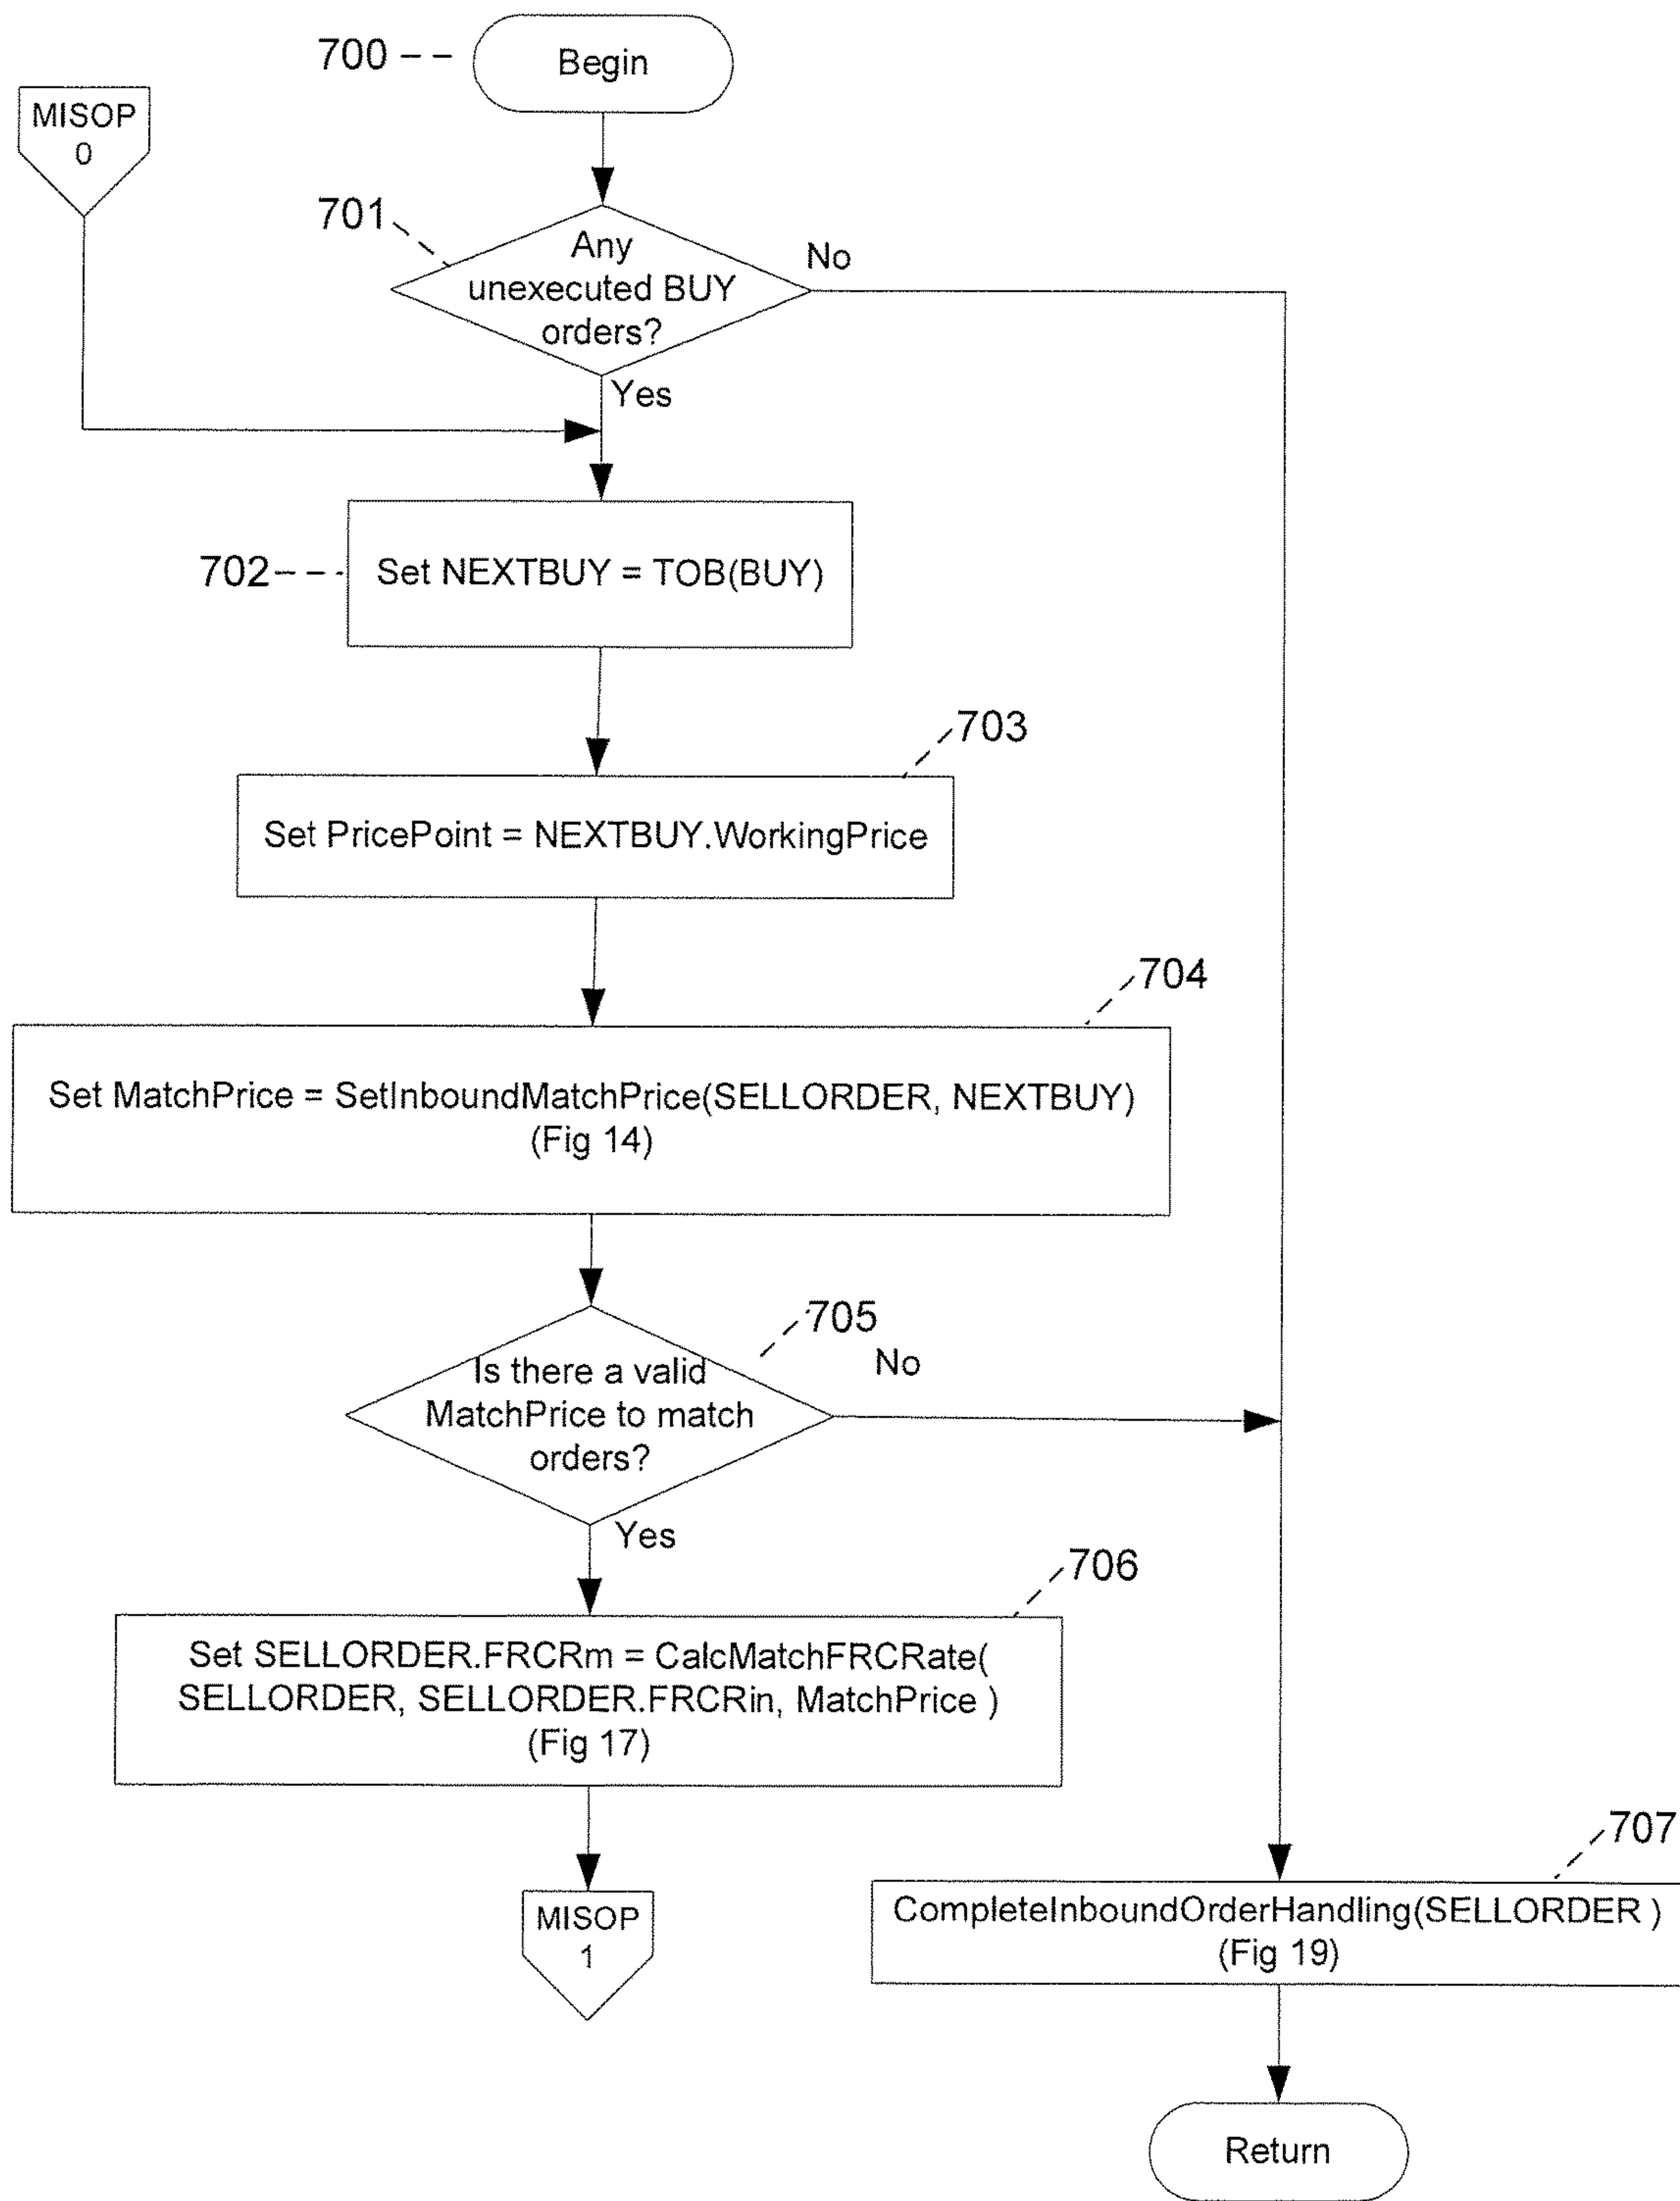 700
Begin
MISOP
0
701
Any
unexecuted BUY
orders?
No
Yes
702
Set NEXTBUY = TOB(BUY)
703
Set PricePoint = NEXTBUY.WorkingPrice
704
Set MatchPrice = SetInboundMatchPrice(SELLORDER, NEXTBUY)
(Fig 14)
705
Is there a valid
MatchPrice to match
orders?
No
Yes
706
Set SELLORDER.FRCRm = CalcMatchFRCRate(
SELLORDER, SELLORDER.FRCRin, MatchPrice )
(Fig 17)
MISOP
1
707
CompleteInboundOrderHandling(SELLORDER )
(Fig 19)
Return